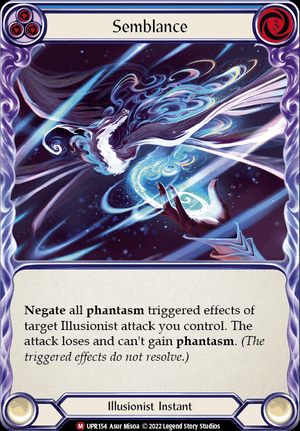 Semblance
3
Negate all phantasm triggered effects of
target Illusionist attack you control. The
attack loses and can't gain phantasm. (The
triggered effects do not resolve.)
Illusionist Instant
M UPR154 Asur Misoa © 2022 Legend Story Studios